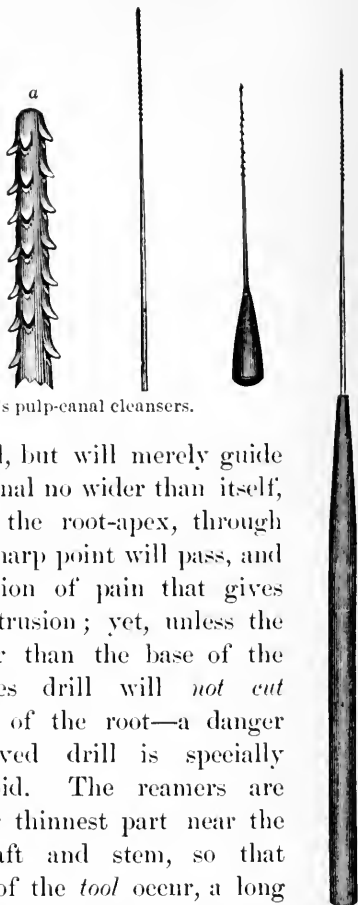 a
's pulp-canal cleansers.
l, but will merely guide
nal no wider than itself,
the root-apex, through
harp point will pass, and
ion of pain that gives
trusion; yet, unless the
r than the base of the
es drill will not cut
of the root—a danger
ved drill is specially
id. The reamers are
thinnest part near the
aft and stem, so that
of the tool occur, a long